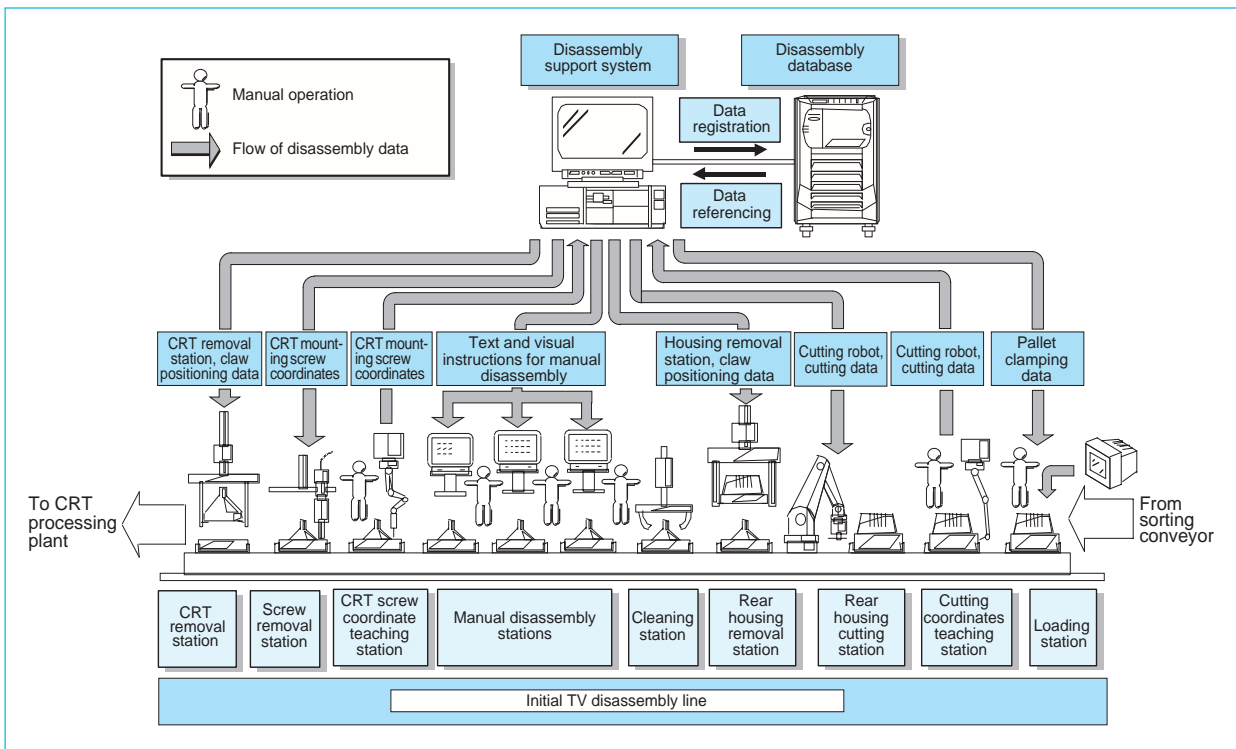 Disassembly
support system
Disassembly
database
Manual operation
Flow of disassembly data
Data
registration
Data
referencing
CRT removal
station, claw
positioning data
CRT mount-
ing screw
coordinates
CRT mount-
ing screw
coordinates
Text and visual
instructions for manual
disassembly
Housing removal
station, claw
positioning data
Cutting robot,
cutting data
Cutting robot,
cutting data
Pallet
clamping
data
To CRT
processing
plant
From
sorting
conveyor
CRT
removal
station
Screw
removal
station
CRT screw
coordinate
teaching
station
Manual disassembly
stations
Cleaning
station
Rear
housing
removal
station
Rear
housing
cutting
station
Cutting
coordinates
teaching
station
Loading
station
Initial TV disassembly line